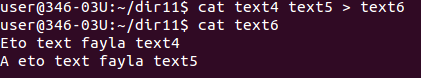 user@346-03U:~/dir11$ cat text4 text5 > text6
user@346-03U:~/dir11$ cat text6
Eto text fayla text4
A eto text fayla text5